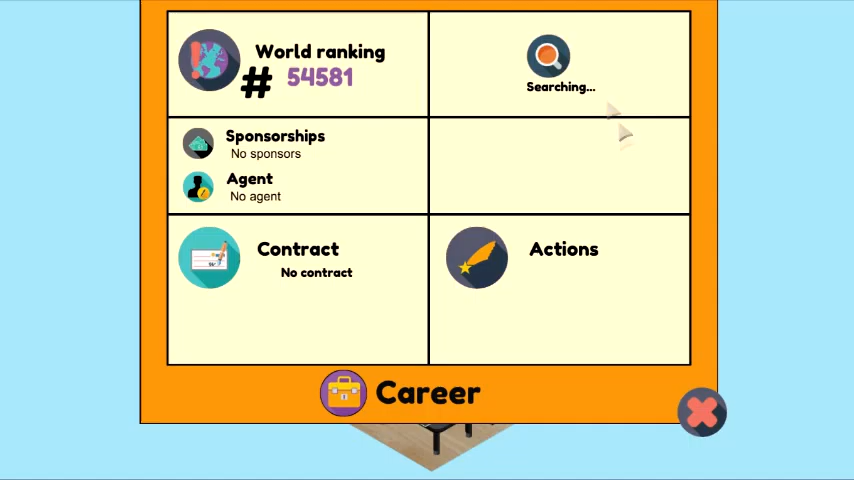 World ranking
# 54581
Searching...
Sponsorships
No sponsors
Agent
No agent
Contract
No contract
Actions
Career